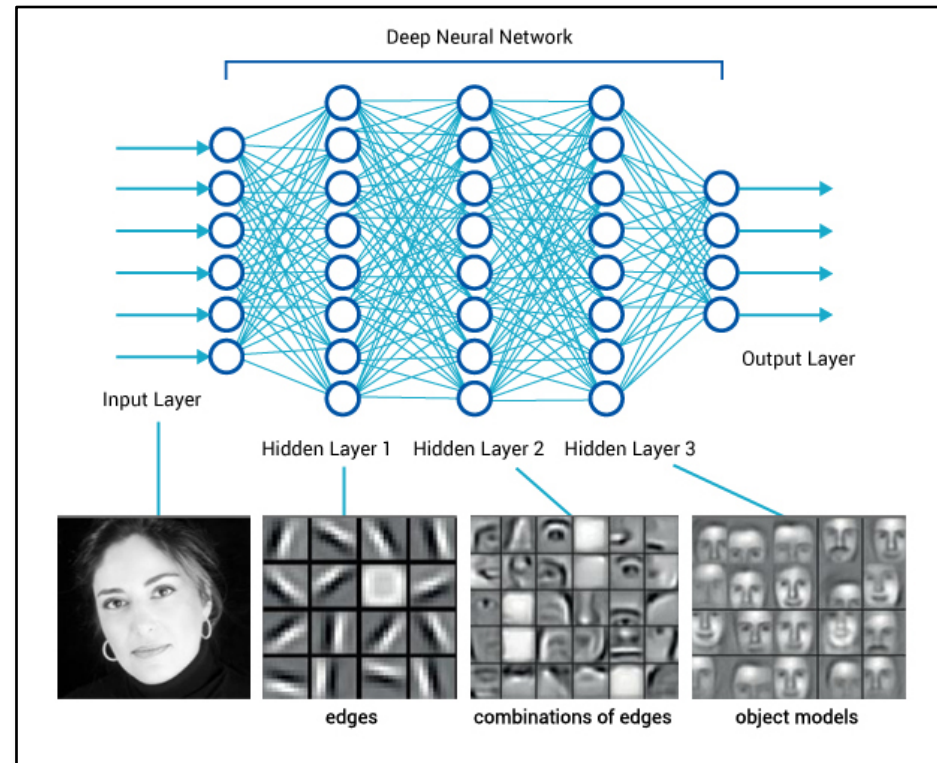 Deep Neural Network
Output Layer
Input Layer
Hidden Layer 1 Hidden Layer 2 Hidden Layer 3
edges combinations of edges object models